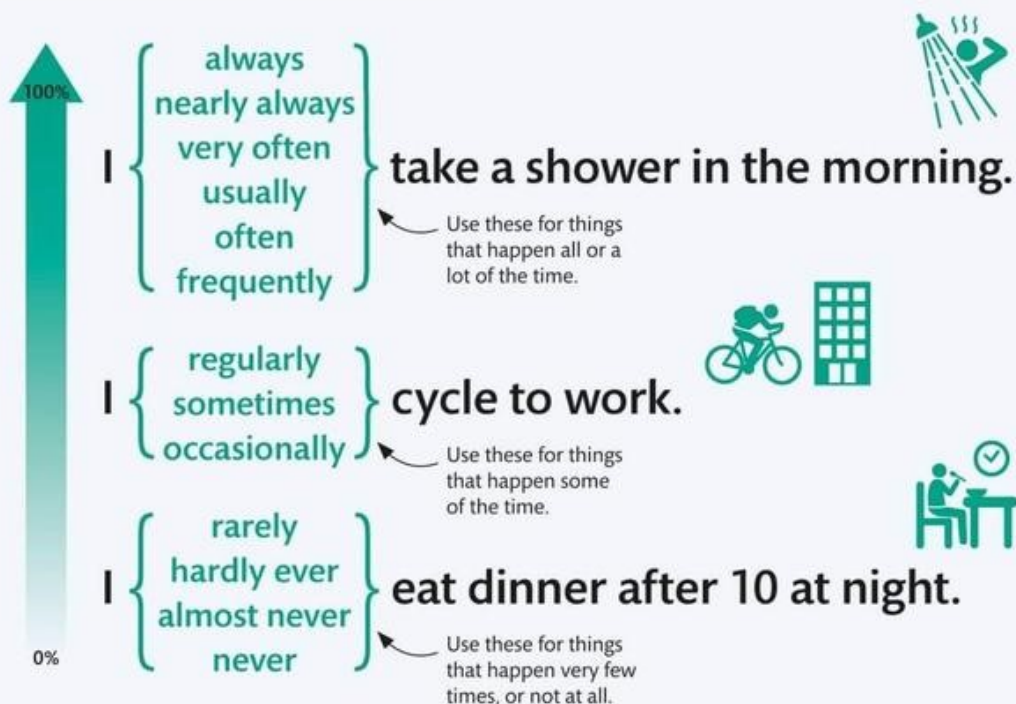 100%
I
always
nearly always
very often
usually
often
frequently
take a shower in the morning.
Use these for things
that happen all or a
lot of the time.
I
regularly
sometimes
occasionally
cycle to work.
Use these for things
that happen some
of the time.
I
rarely
hardly ever
almost never
never
eat dinner after 10 at night.
Use these for things
that happen very few
times, or not at all.
0%